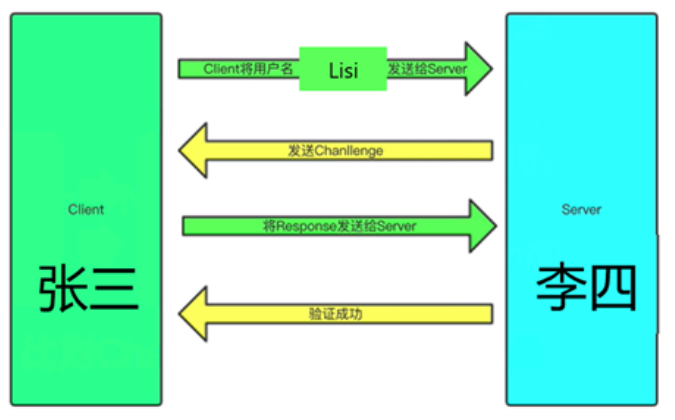 Client将用户名 Lisi 发送给Server
发送Chanllenge
Client
Server
将Response发送给Server
张三
李四
验证成功